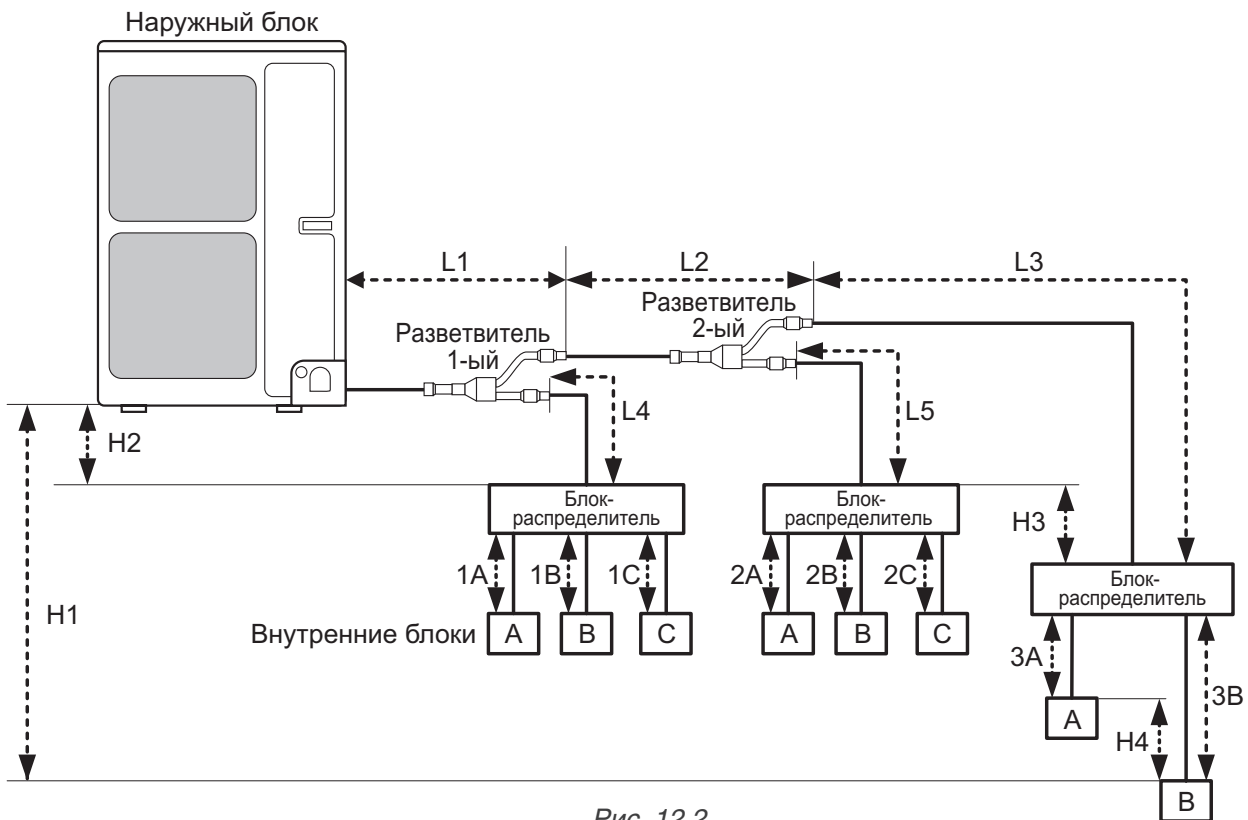 Наружный блок
L1
L2
L3
Разветвитель
1-ый
Разветвитель
2-ый
L4
L5
H2
Блок-
распределитель
Блок-
распределитель
H3
Блок-
распределитель
1A
1B
1C
2A
2B
2C
H1
Внутренние блоки
A
B
C
A
B
C
3A
3B
A
H4
B
Рис. 12.2